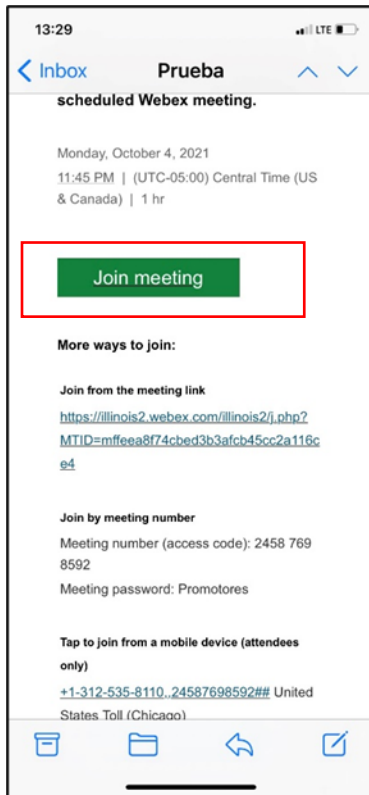 13:29
LTE
Inbox
Prueba
scheduled Webex meeting.
Monday, October 4, 2021
11:45 PM | (UTC-05:00) Central Time (US
& Canada) | 1 hr
Join meeting
More ways to join:
Join from the meeting link
https://illinois2.webex.com/illinois2/j.php?
MTID=mffeea8f74cbed3b3afcb45cc2a116c
e4
Join by meeting number
Meeting number (access code): 2458 769
8592
Meeting password: Promotores
Tap to join from a mobile device (attendees
only)
+1-312-535-8110,,24587698592## United
States Toll (Chicago)